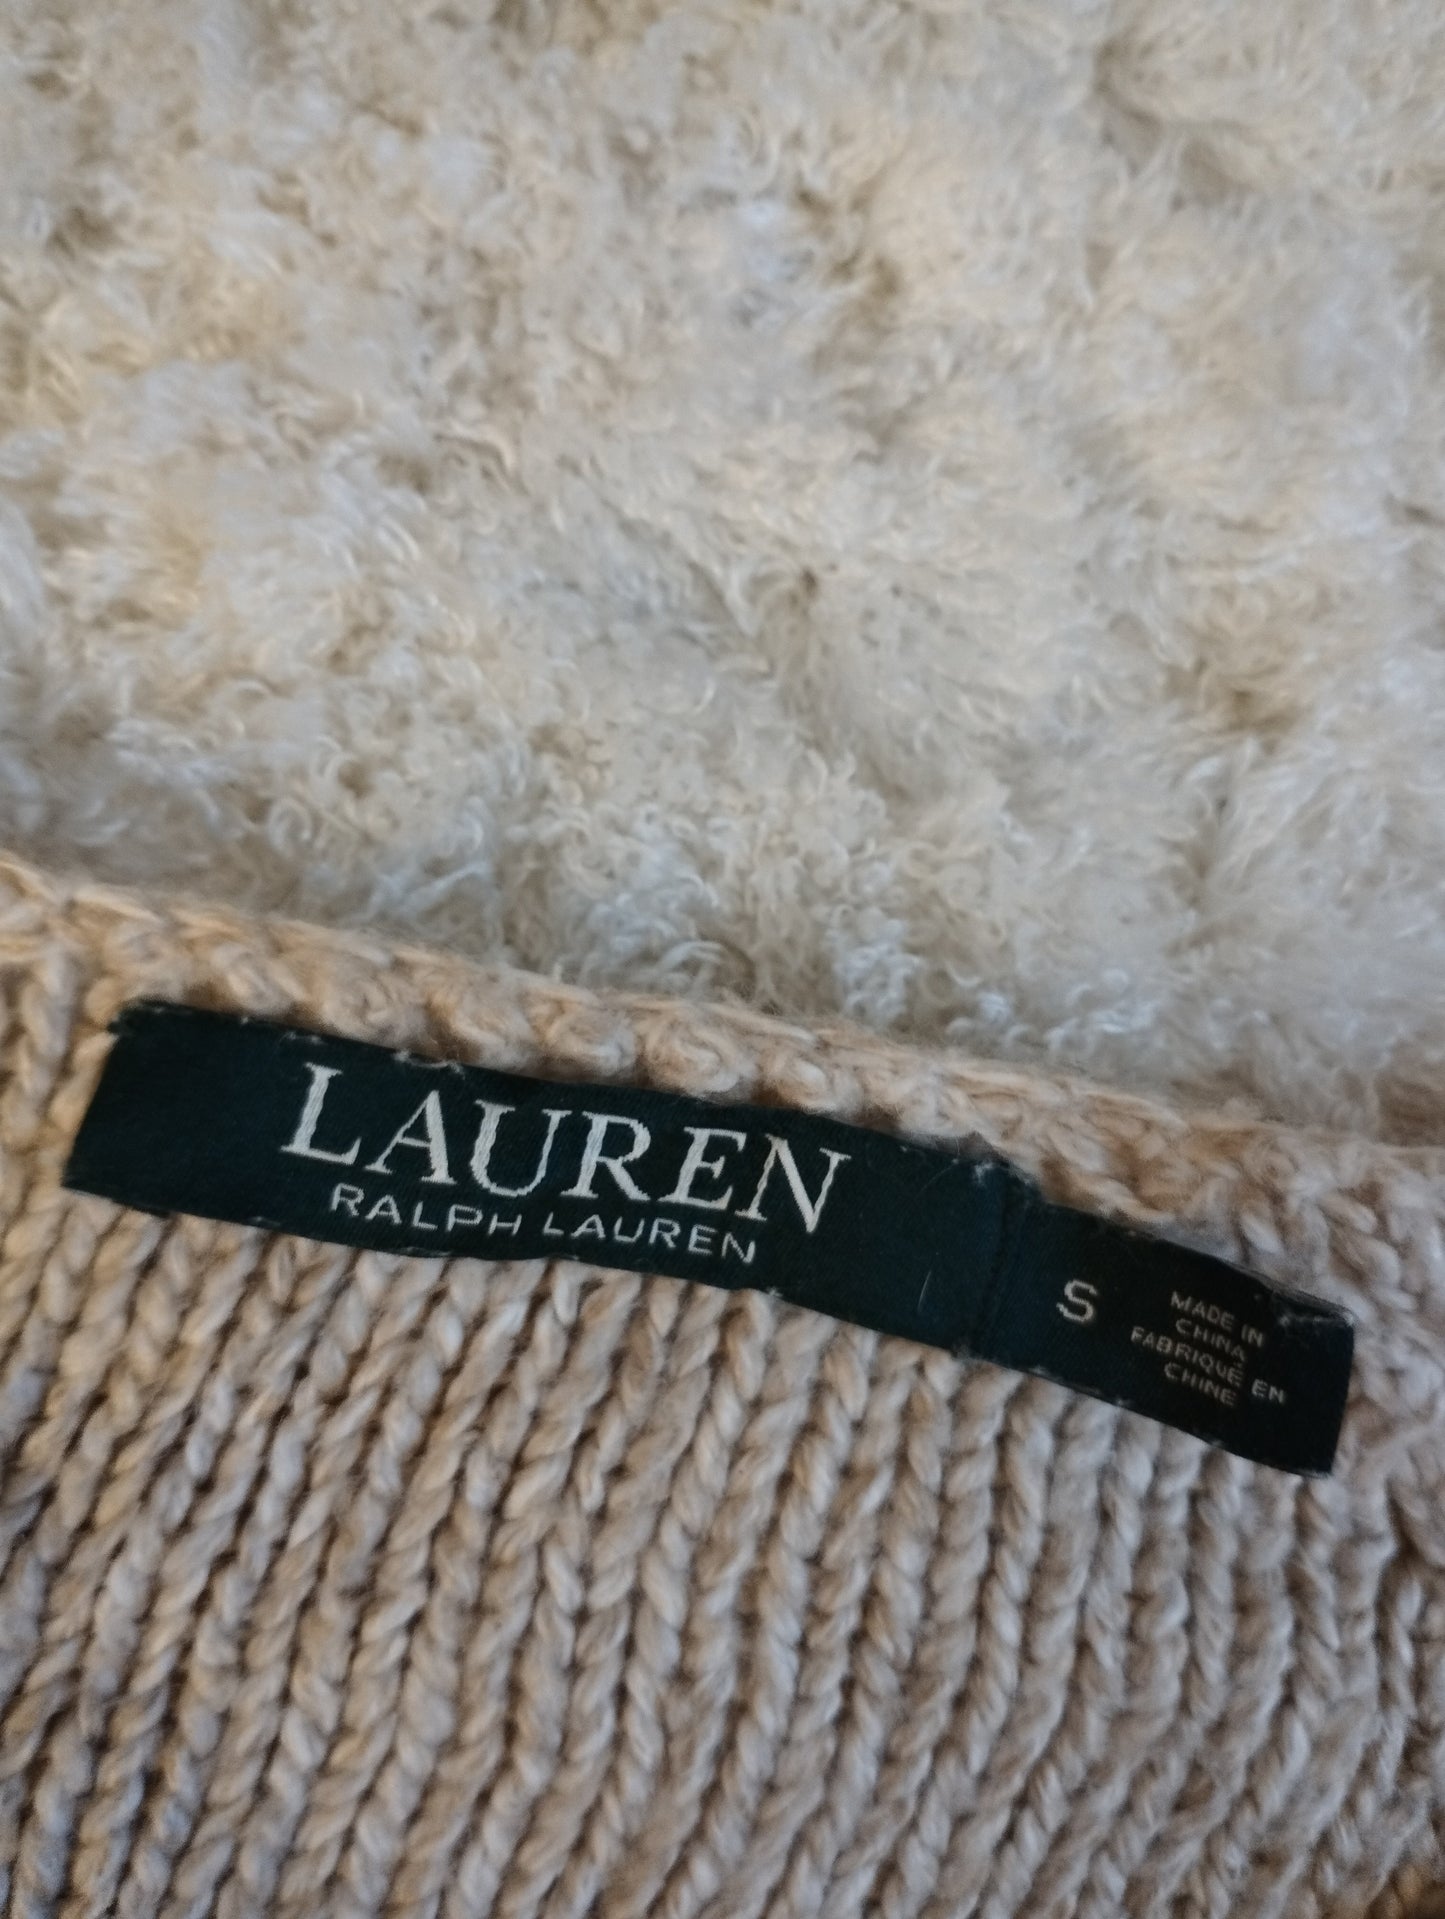 LAUREN
RALPH LAUREN
S
MADE IN
CHINA
FABRIQUÉ EN
CHINE